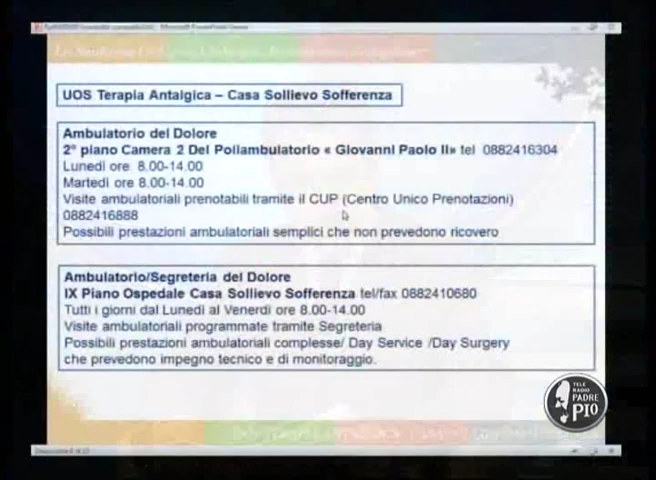 UOS Terapia Antalgica – Casa Sollievo Sofferenza
Ambulatorio del Dolore
2° piano Camera 2 Del Poliambulatorio « Giovanni Paolo II» tel 0882416304
Lunedì ore 8.00-14.00
Martedì ore 8.00-14.00
Visite ambulatoriali prenotabili tramite il CUP (Centro Unico Prenotazioni)
0882416888
Possibili prestazioni ambulatoriali semplici che non prevedono ricovero
Ambulatorio/Segreteria del Dolore
IX Piano Ospedale Casa Sollievo Sofferenza tel/fax 0882410680
Tutti i giorni dal Lunedì al Venerdì ore 8.00-14.00
Visite ambulatoriali programmate tramite Segreteria
Possibili prestazioni ambulatoriali complesse/ Day Service /Day Surgery
che prevedono impegno tecnico e di monitoraggio.
TELE
RADIO
PADRE
PIO